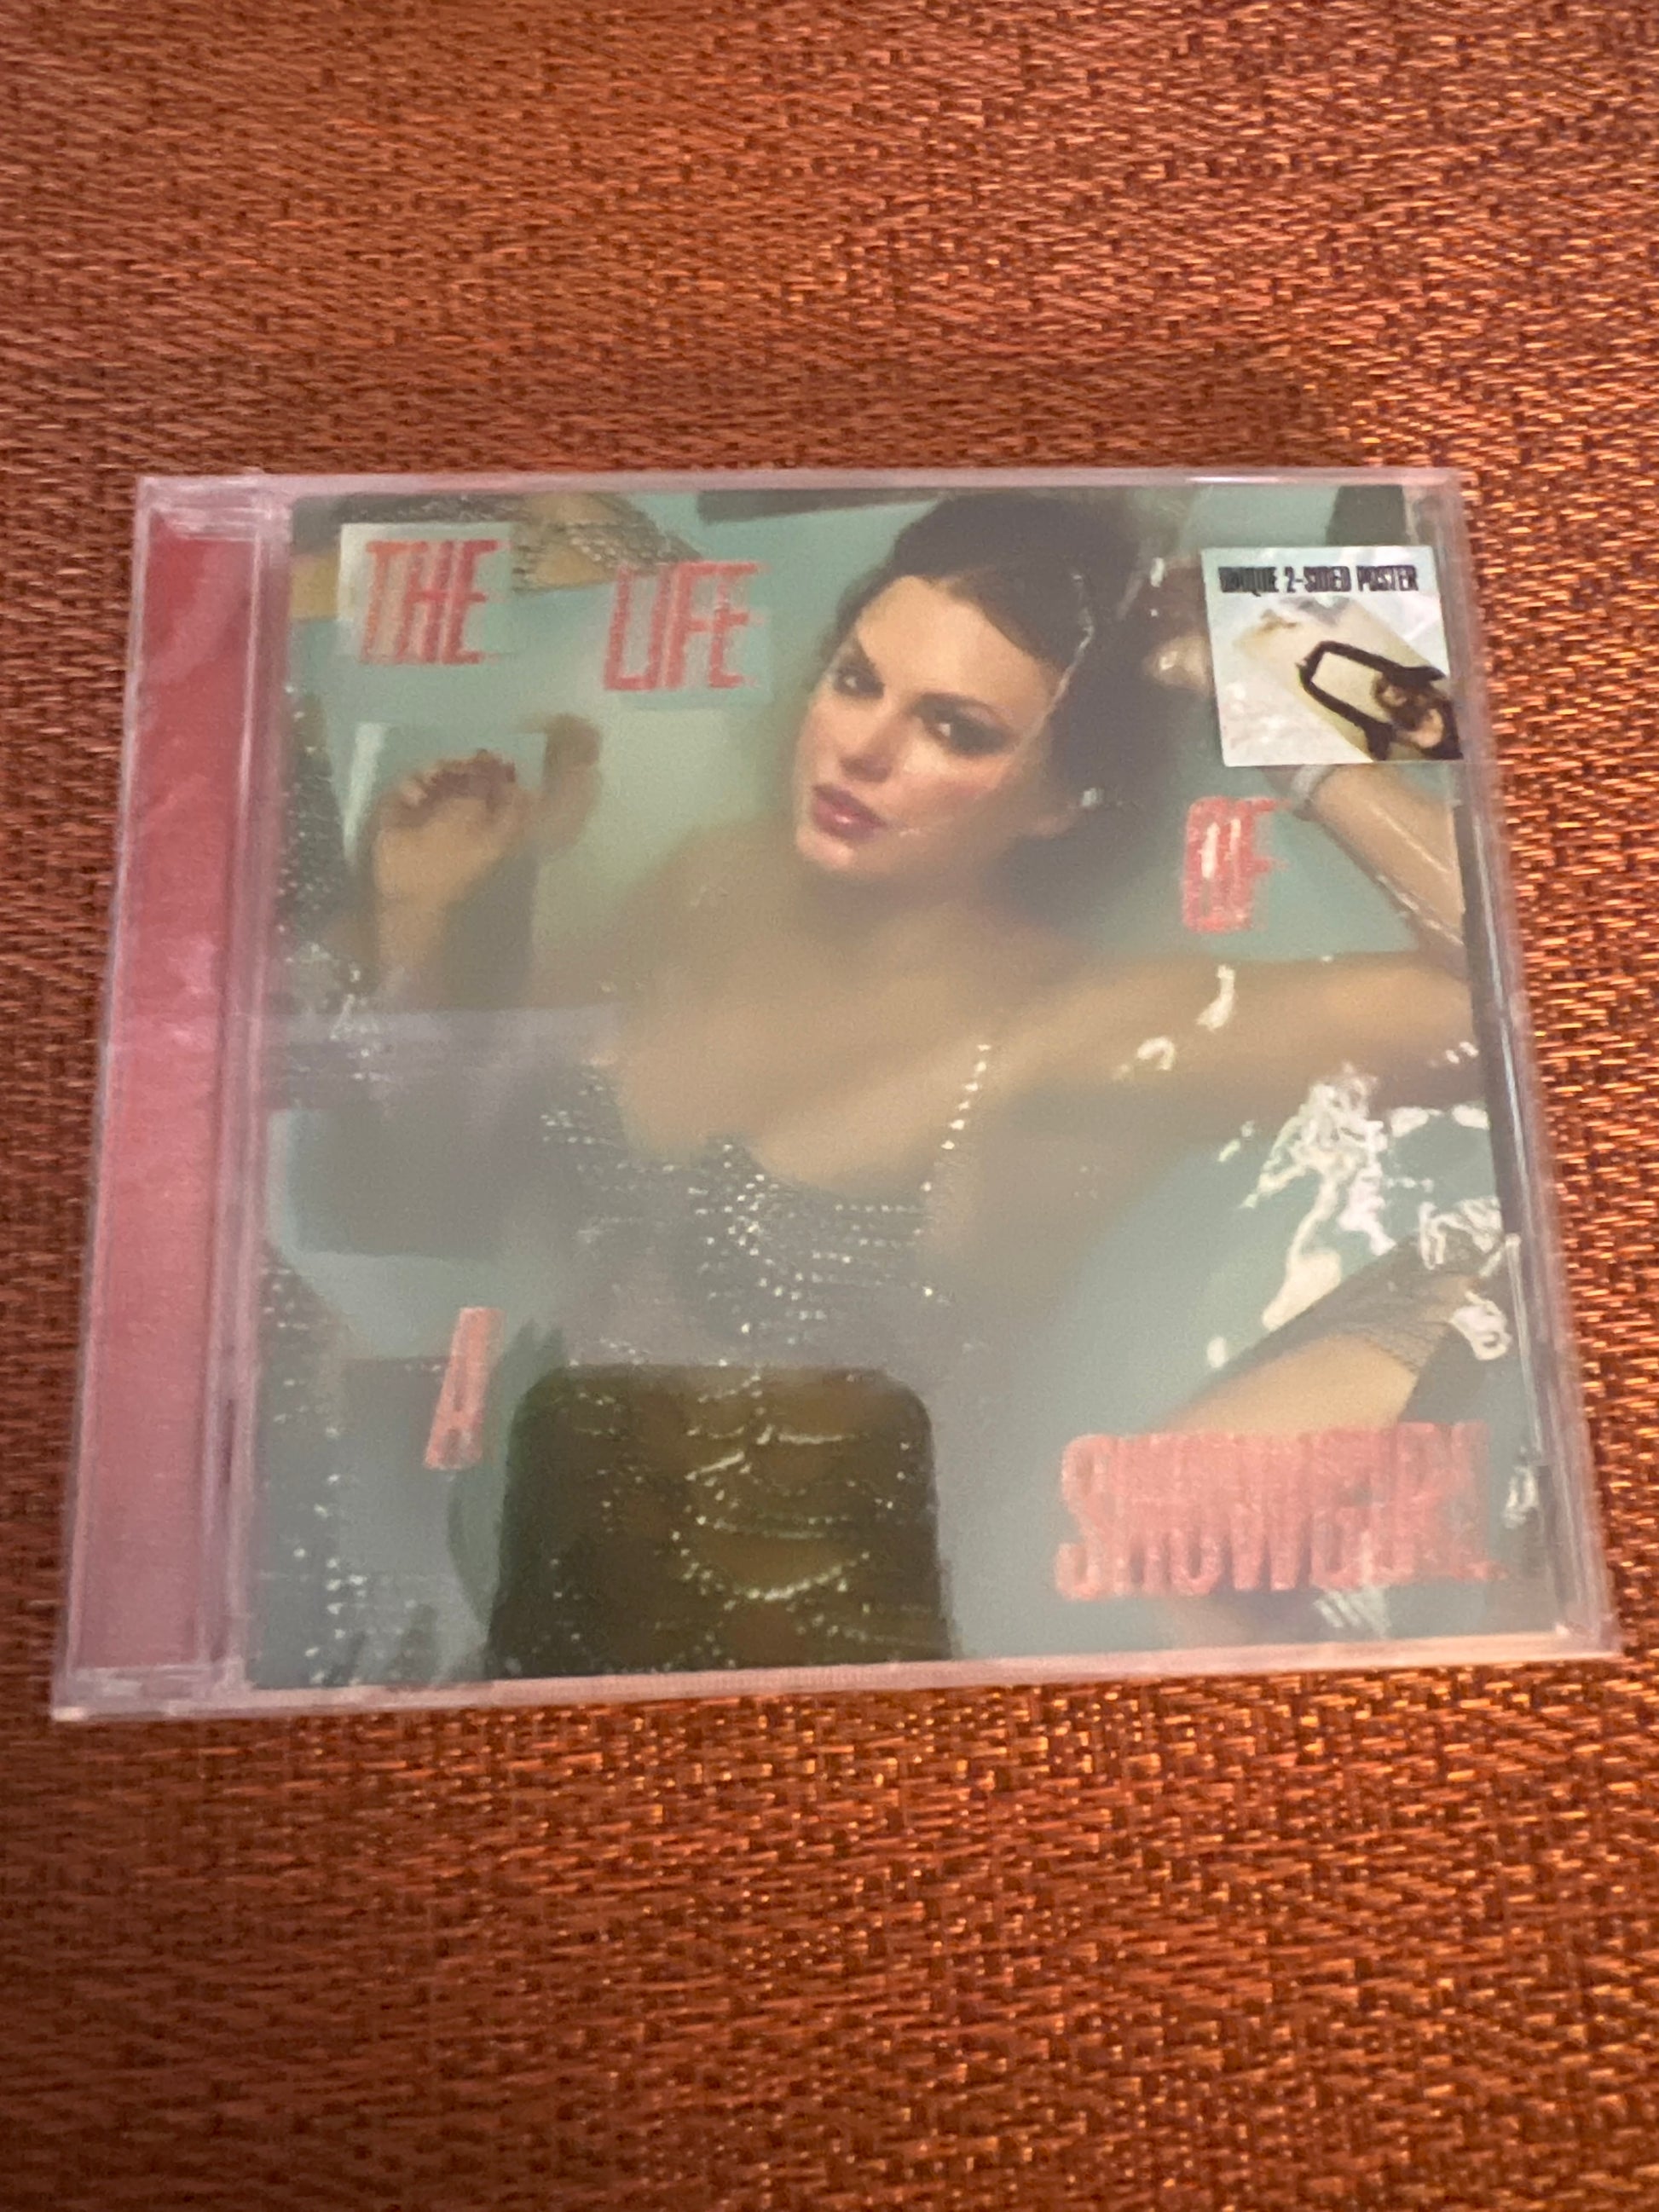 THE LIFE
UNIQUE 2-SIDED POSTER
OF
A
SHOWGIRL